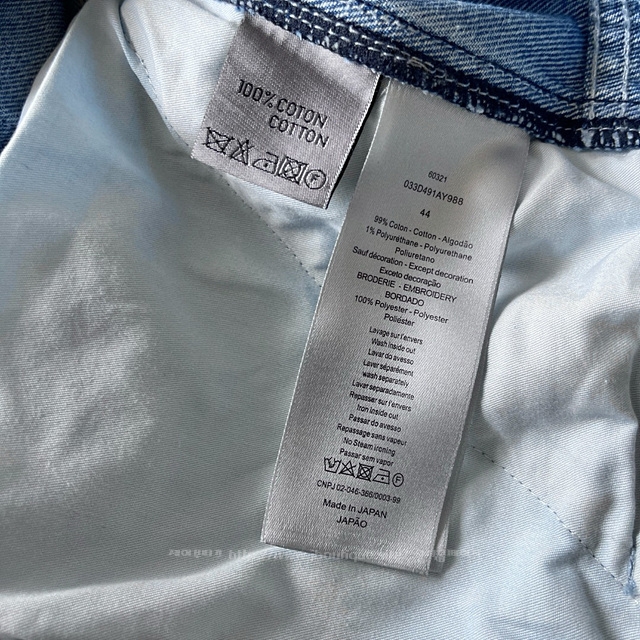 100% COTON
COTTON
F
60321
033D491AY988
44
99% Coton - Cotton - Algodão
1% Polyuréthane - Polyurethane
Poliuretano
Sauf décoration - Except decoration
Exceto decoração
BRODERIE - EMBROIDERY
BORDADO
100% Polyester - Polyester
Poliéster
Lavage sur l'envers
Wash inside out
Lavar do avesso
Laver séparément
wash separately
Lavar separadamente
Repasser sur l'envers
Iron inside out
Passar do avesso
Repassage sans vapeur
No Steam ironing
Passar sem vapor
F
CNPJ 02-046-386/0003-99
Made In JAPAN
JAPÃO